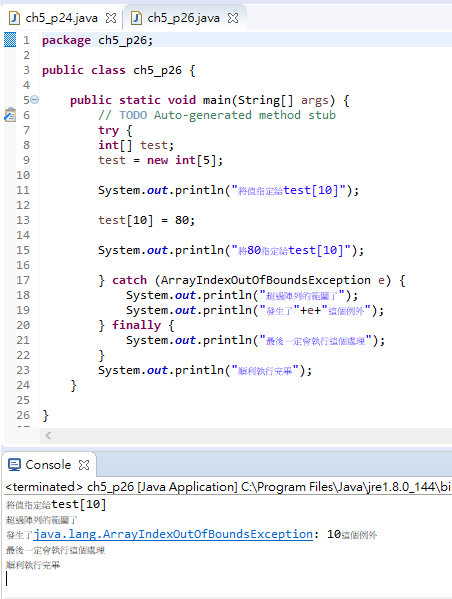 ch5_p24.java ch5_p26.java
1 package ch5_p26;
2
3 public class ch5_p26 {
4
5 public static void main(String[] args) {
6 // TODO Auto-generated method stub
7 try {
8 int[] test;
9 test = new int[5];
10
11 System.out.println("將值指定給test[10]");
12
13 test[10] = 80;
14
15 System.out.println("將80指定給test[10]");
16
17 } catch (ArrayIndexOutOfBoundsException e) {
18 System.out.println("超過陣列的範圍了");
19 System.out.println("發生了"+e+"這個例外");
20 } finally {
21 System.out.println("最後一定會執行這個處理");
22 }
23 System.out.println("順利執行完畢");
24 }
25
26 }
27
Console
<terminated> ch5_p26 [Java Application] C:\Program Files\Java\jre1.8.0_144\bi
將值指定給test[10]
超過陣列的範圍了
發生了java.lang.ArrayIndexOutOfBoundsException: 10這個例外
最後一定會執行這個處理
順利執行完畢